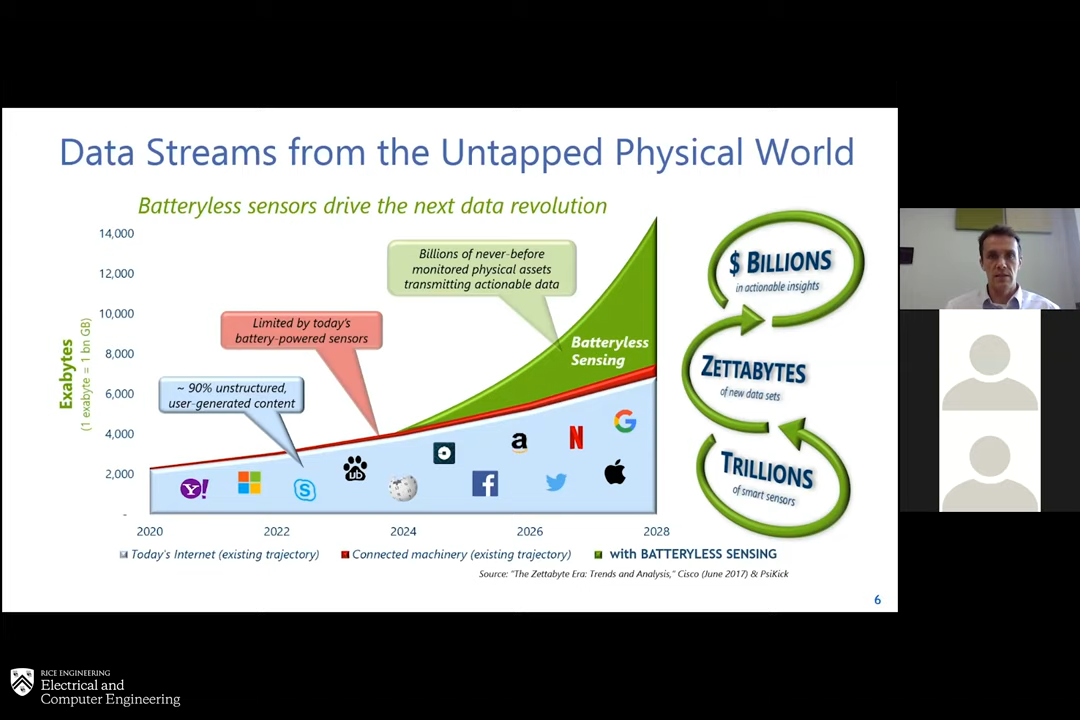 Data Streams from the Untapped Physical World
Batteryless sensors drive the next data revolution
14,000
12,000
10,000
8,000
6,000
4,000
2,000
-
Exabytes
(1 exabyte = 1 bn GB)
Billions of never-before
monitored physical assets
transmitting actionable data
Limited by today's
battery-powered sensors
~ 90% unstructured,
user-generated content
Batteryless
Sensing
Y!
S
ub
W
f
a
N
G
2020
2022
2024
2026
2028
Today's Internet (existing trajectory)
Connected machinery (existing trajectory)
with BATTERYLESS SENSING
Source: "The Zettabyte Era: Trends and Analysis," Cisco (June 2017) & PsiKick
$ BILLIONS
in actionable insights
ZETTABYTES
of new data sets
TRILLIONS
of smart sensors
6
RICE ENGINEERING
Electrical and
Computer Engineering